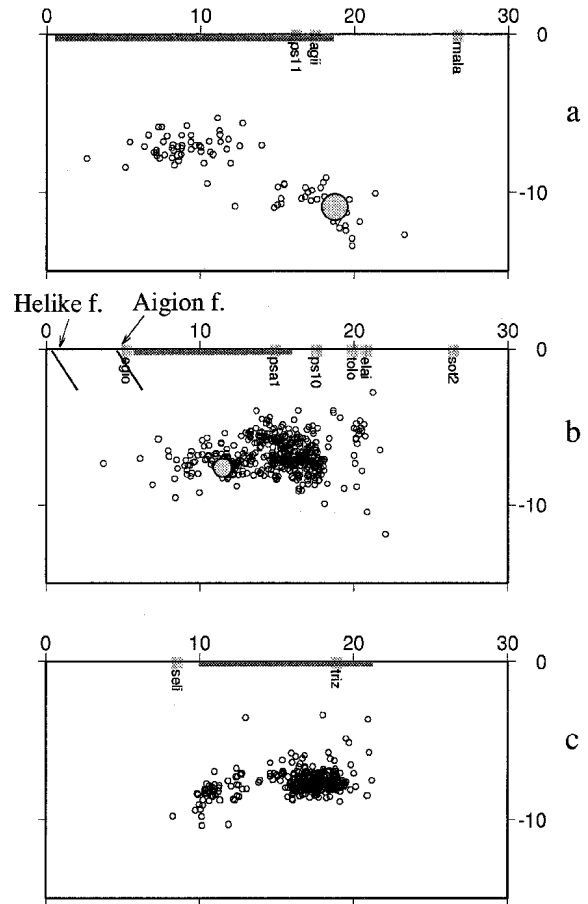 0 10 20 30
ps11 agii mala
0
a
-10
Helike f. Aigion f.
0 10 20 30
egio psa1 ps10 tolo elai sot2
0
b
-10
0 10 20 30
seli triz
0
c
-10